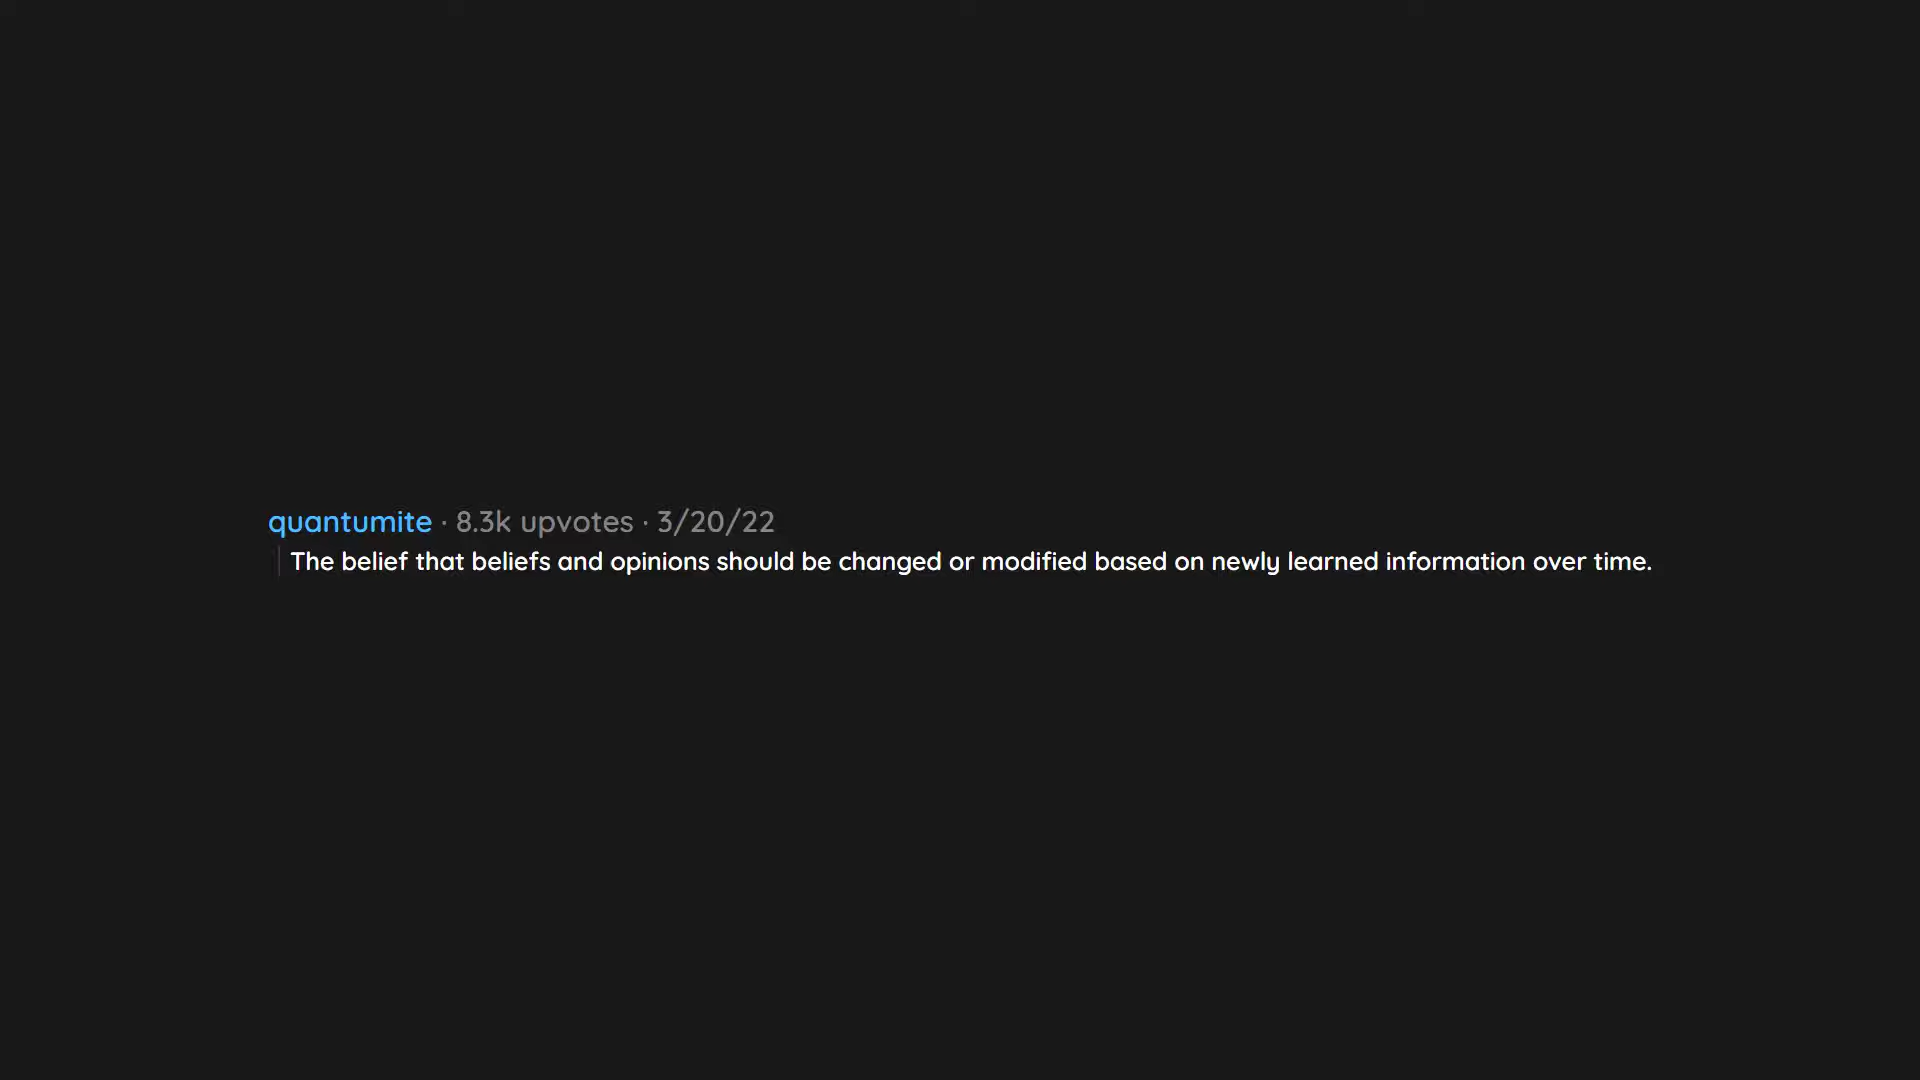 quantumite · 8.3k upvotes · 3/20/22
The belief that beliefs and opinions should be changed or modified based on newly learned information over time.